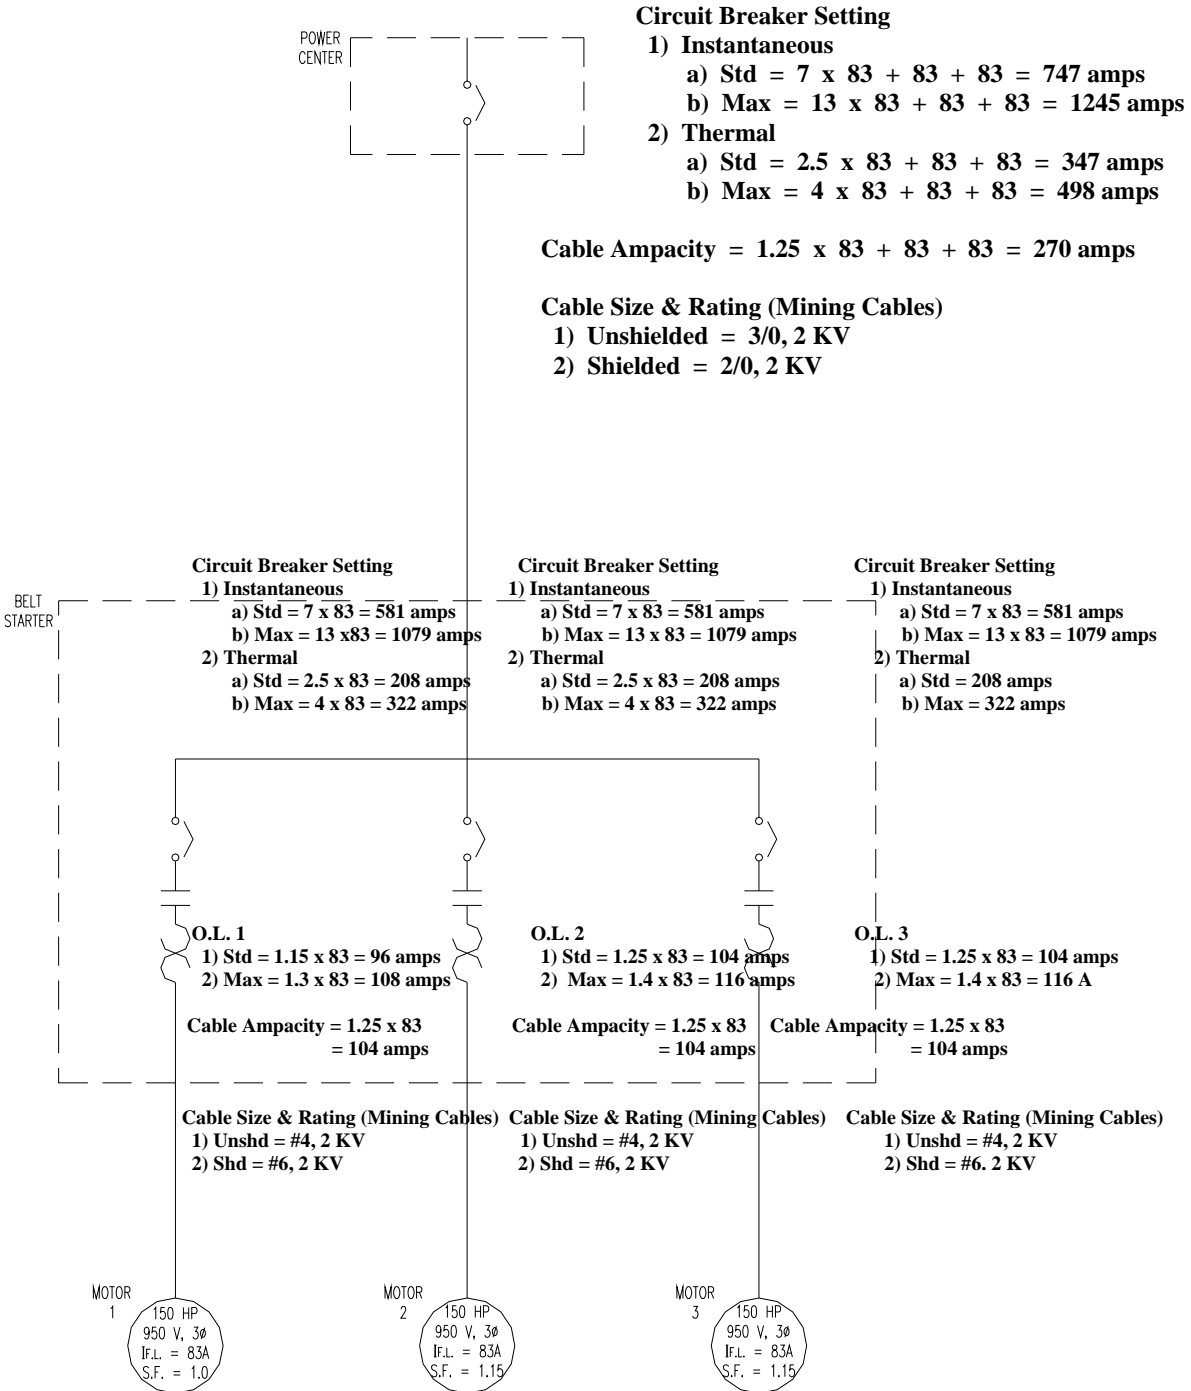 POWER
CENTER
Circuit Breaker Setting
1) Instantaneous
a) Std = 7 x 83 + 83 + 83 = 747 amps
b) Max = 13 x 83 + 83 + 83 = 1245 amps
2) Thermal
a) Std = 2.5 x 83 + 83 + 83 = 347 amps
b) Max = 4 x 83 + 83 + 83 = 498 amps
Cable Ampacity = 1.25 x 83 + 83 + 83 = 270 amps
Cable Size & Rating (Mining Cables)
1) Unshielded = 3/0, 2 KV
2) Shielded = 2/0, 2 KV
BELT
STARTER
Circuit Breaker Setting
1) Instantaneous
a) Std = 7 x 83 = 581 amps
b) Max = 13 x83 = 1079 amps
2) Thermal
a) Std = 2.5 x 83 = 208 amps
b) Max = 4 x 83 = 322 amps
Circuit Breaker Setting
1) Instantaneous
a) Std = 7 x 83 = 581 amps
b) Max = 13 x 83 = 1079 amps
2) Thermal
a) Std = 2.5 x 83 = 208 amps
b) Max = 4 x 83 = 322 amps
Circuit Breaker Setting
1) Instantaneous
a) Std = 7 x 83 = 581 amps
b) Max = 13 x 83 = 1079 amps
2) Thermal
a) Std = 208 amps
b) Max = 322 amps
O.L. 1
1) Std = 1.15 x 83 = 96 amps
2) Max = 1.3 x 83 = 108 amps
Cable Ampacity = 1.25 x 83
= 104 amps
O.L. 2
1) Std = 1.25 x 83 = 104 amps
2) Max = 1.4 x 83 = 116 amps
Cable Ampacity = 1.25 x 83
= 104 amps
O.L. 3
1) Std = 1.25 x 83 = 104 amps
2) Max = 1.4 x 83 = 116 A
Cable Ampacity = 1.25 x 83
= 104 amps
Cable Size & Rating (Mining Cables)
1) Unshd = #4, 2 KV
2) Shd = #6, 2 KV
Cable Size & Rating (Mining Cables)
1) Unshd = #4, 2 KV
2) Shd = #6, 2 KV
Cable Size & Rating (Mining Cables)
1) Unshd = #4, 2 KV
2) Shd = #6. 2 KV
MOTOR
1
150 HP
950 V, 3ø
IF.L. = 83A
S.F. = 1.0
MOTOR
2
150 HP
950 V, 3ø
IF.L. = 83A
S.F. = 1.15
MOTOR
3
150 HP
950 V, 3ø
IF.L. = 83A
S.F. = 1.15